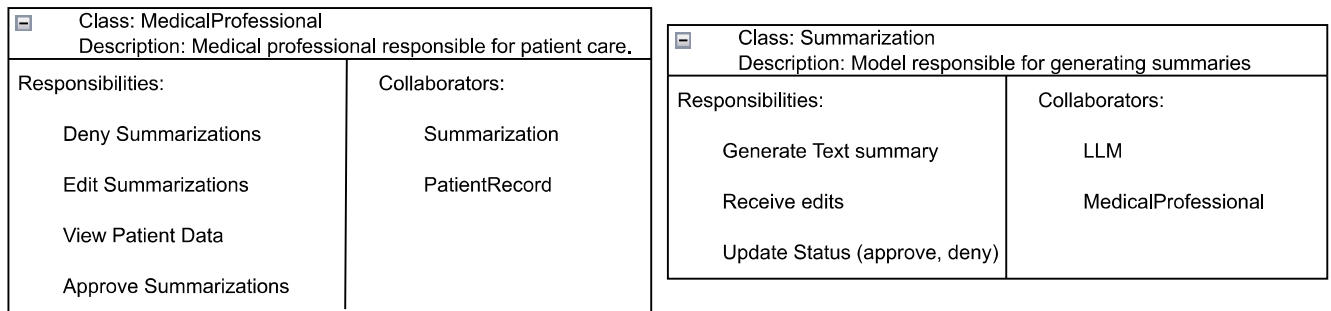 Class: MedicalProfessional
Description: Medical professional responsible for patient care.
Responsibilities:
Deny Summarizations
Edit Summarizations
View Patient Data
Approve Summarizations
Collaborators:
Summarization
PatientRecord
Class: Summarization
Description: Model responsible for generating summaries
Responsibilities:
Generate Text summary
Receive edits
Update Status (approve, deny)
Collaborators:
LLM
MedicalProfessional